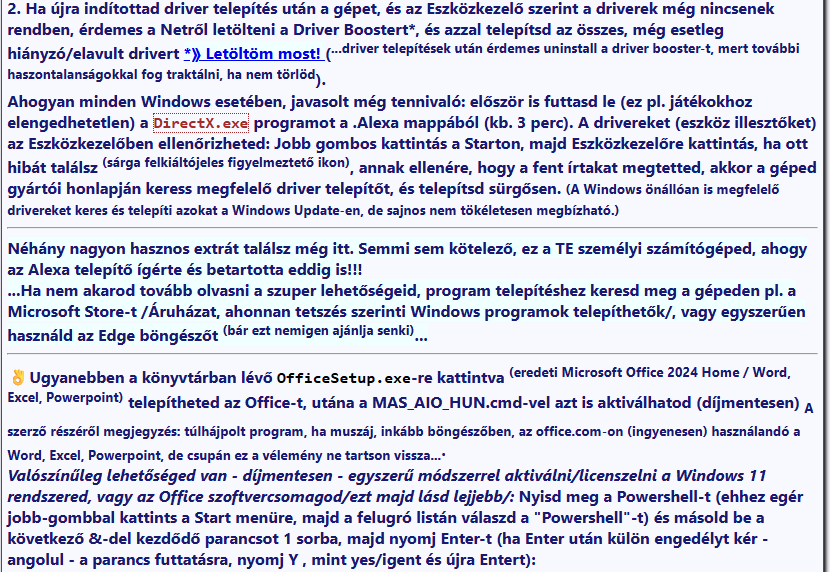 2. Ha újra indítottad driver telepítés után a gépet, és az Eszközkezelő szerint a driverek még nincsenek
rendben, érdemes a Netről letölteni a Driver Boostert*, és azzal telepítsd az összes, még esetleg
hiányzó/elavult drivert *⟫ Letöltöm most! (...driver telepítések után érdemes uninstall a driver booster-t, mert további
haszontalanságokkal fog traktálni, ha nem törlöd).
Ahogyan minden Windows esetében, javasolt még tennivaló: először is futtasd le (ez pl. játékokhoz
elengedhetetlen) a DirectX.exe programot a .Alexa mappából (kb. 3 perc). A drivereket (eszköz illesztőket)
az Eszközkezelőben ellenőrizheted: Jobb gombos kattintás a Starton, majd Eszközkezelőre kattintás, ha ott
hibát találsz (sárga felkiáltójeles figyelmeztető ikon), annak ellenére, hogy a fent írtakat megtetted, akkor a géped
gyártói honlapján keress megfelelő driver telepítőt, és telepítsd sürgősen. (A Windows önállóan is megfelelő
drivereket keres és telepíti azokat a Windows Update-en, de sajnos nem tökéletesen megbízható.)
Néhány nagyon hasznos extrát találsz még itt. Semmi sem kötelező, ez a TE személyi számítógéped, ahogy
az Alexa telepítő ígérte és betartotta eddig is!!!
...Ha nem akarod tovább olvasni a szuper lehetőségeid, program telepítéshez keresd meg a gépeden pl. a
Microsoft Store-t /Áruházat, ahonnan tetszés szerinti Windows programok telepíthetők/, vagy egyszerűen
használd az Edge böngészőt (bár ezt nemigen ajánlja senki)...
👌Ugyanebben a könyvtárban lévő OfficeSetup.exe-re kattintva (eredeti Microsoft Office 2024 Home / Word,
Excel, Powerpoint) telepítheted az Office-t, utána a MAS_AIO_HUN.cmd-vel azt is aktiválhatod (díjmentesen) A
szerző részéről megjegyzés: túlhájpolt program, ha muszáj, inkább böngészőben, az office.com-on (ingyenesen) használandó a
Word, Excel, Powerpoint, de csupán ez a vélemény ne tartson vissza....
Valószínűleg lehetőséged van - díjmentesen - egyszerű módszerrel aktiválni/licenszelni a Windows 11
rendszered, vagy az Office szoftvercsomagod/ezt majd lásd lejjebb/: Nyisd meg a Powershell-t (ehhez egér
jobb-gombbal kattints a Start menüre, majd a felugró listán válaszd a "Powershell"-t) és másold be a
következő &-del kezdődő parancsot 1 sorba, majd nyomj Enter-t (ha Enter után külön engedélyt kér -
angolul - a parancs futtatásra, nyomj Y , mint yes/igent és újra Entert):